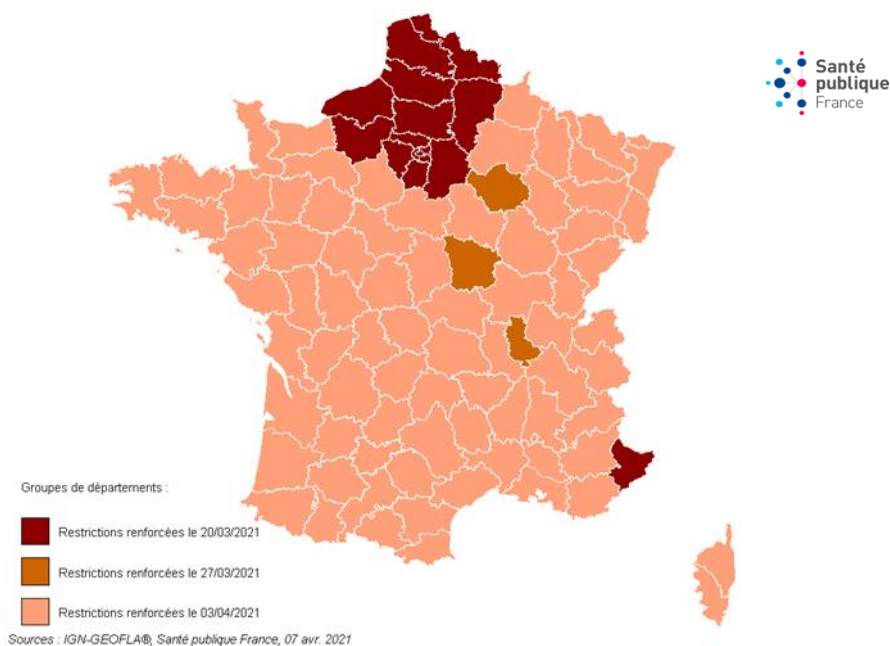 Santé
publique
France
Groupes de départements :
Restrictions renforcées le 20/03/2021
Restrictions renforcées le 27/03/2021
Restrictions renforcées le 03/04/2021
Sources : IGN-GEOFLA®, Santé publique France, 07 avr. 2021